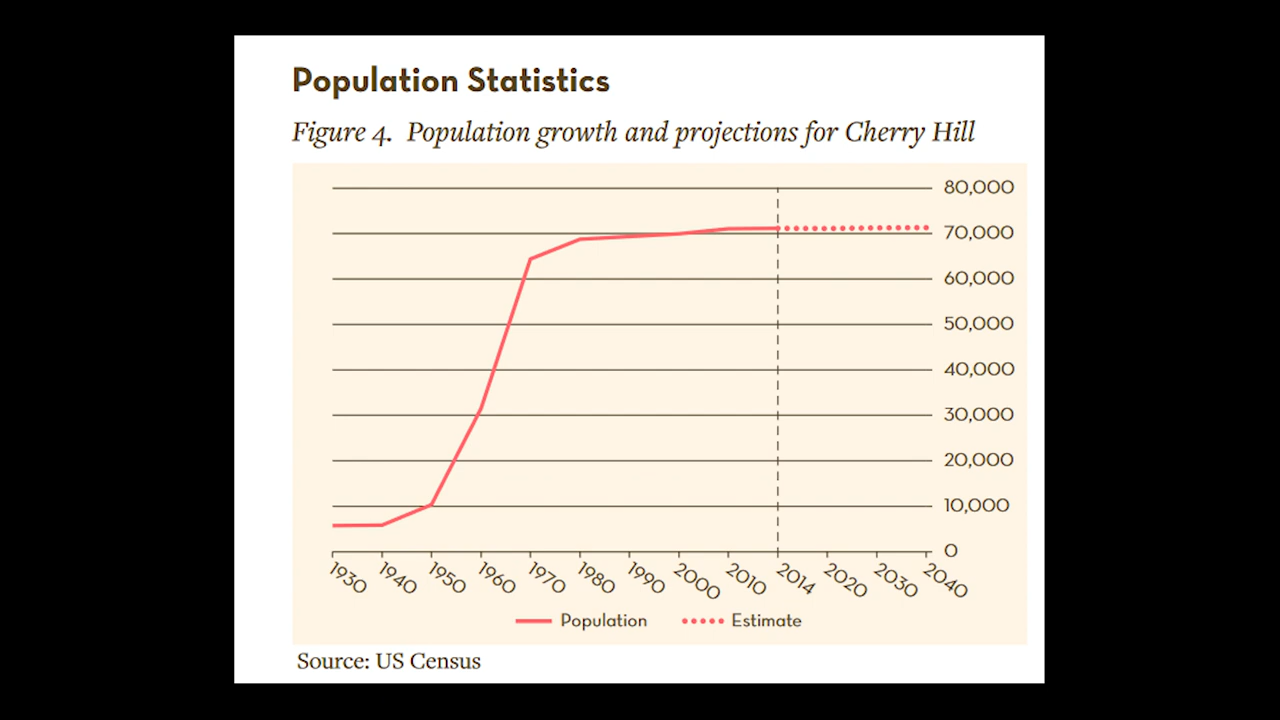 Population Statistics
Figure 4. Population growth and projections for Cherry Hill
80,000
70,000
60,000
50,000
40,000
30,000
20,000
10,000
0
1930 1940 1950 1960 1970 1980 1990 2000 2010 2014 2020 2030 2040
Population Estimate
Source: US Census